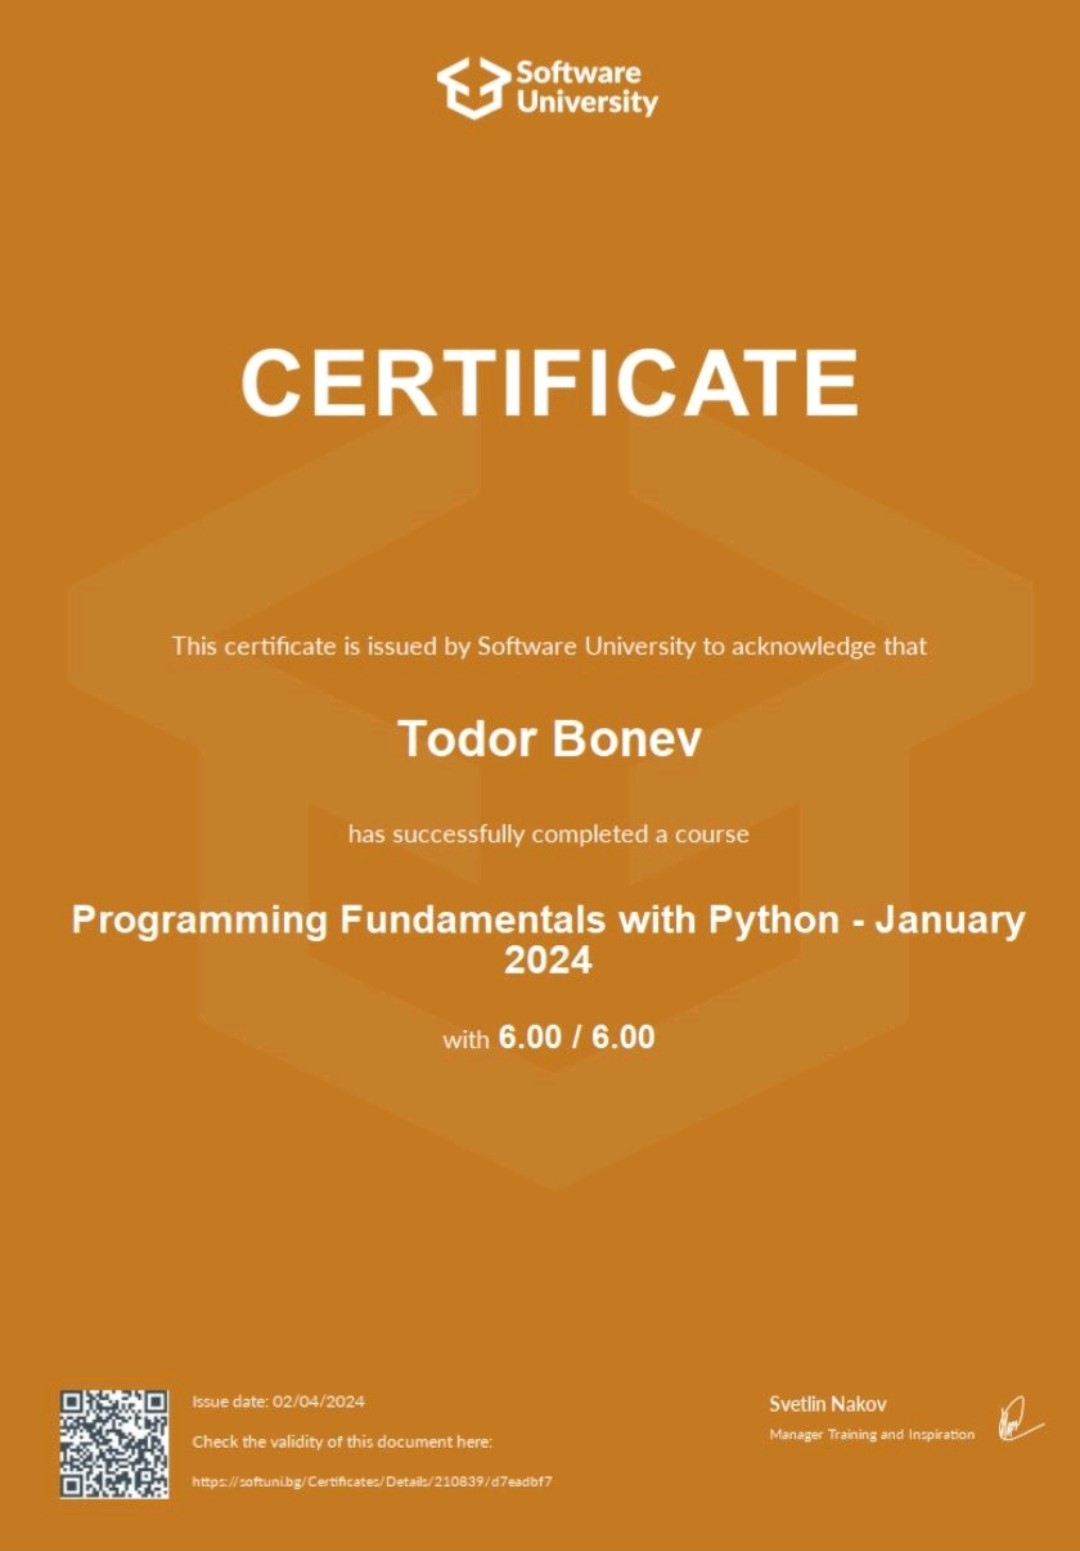 Software
University
CERTIFICATE
This certificate is issued by Software University to acknowledge that
Todor Bonev
has successfully completed a course
Programming Fundamentals with Python - January
2024
with 6.00 / 6.00
Issue date: 02/04/2024
Check the validity of this document here:
https://softuni.bg/Certificates/Details/210839/d7eadbf7
Svetlin Nakov
Manager Training and Inspiration